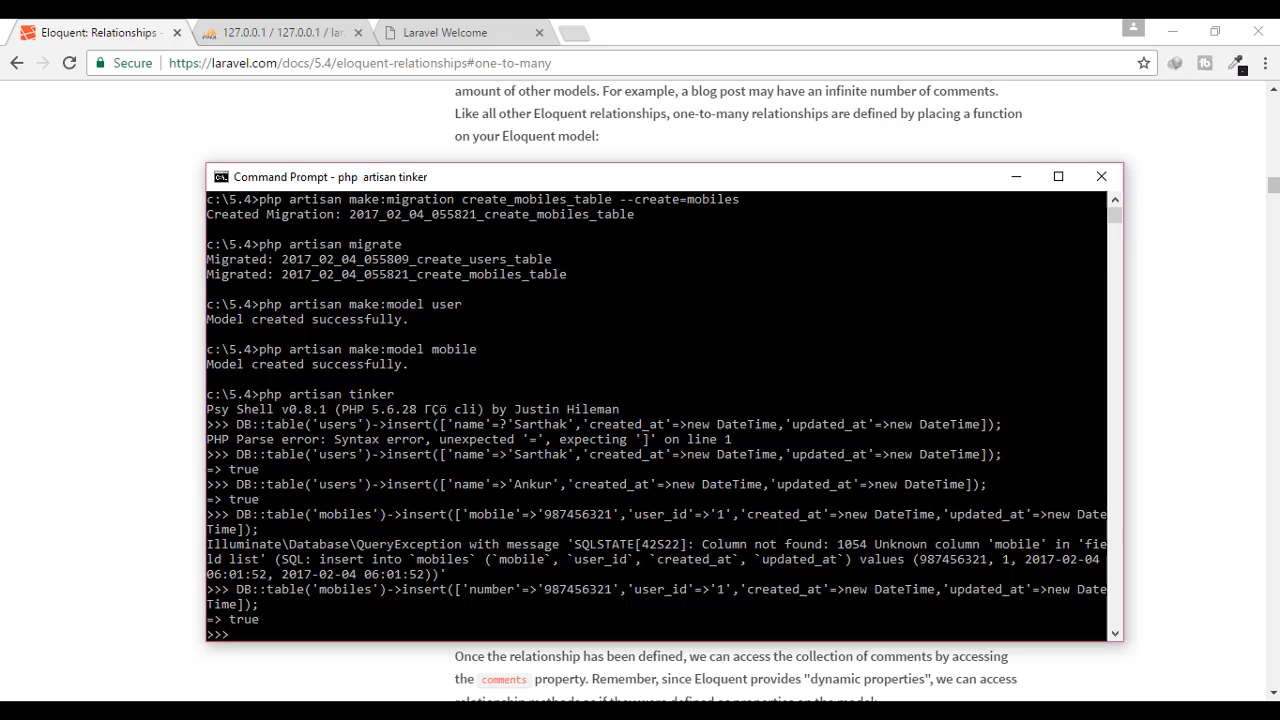 Eloquent: Relationships -
127.0.0.1 / 127.0.0.1 / lar
Laravel Welcome
Secure
https://laravel.com/docs/5.4/eloquent-relationships#one-to-many
amount of other models. For example, a blog post may have an infinite number of comments.
Like all other Eloquent relationships, one-to-many relationships are defined by placing a function
on your Eloquent model:
Command Prompt - php  artisan tinker
c:\5.4>php artisan make:migration create_mobiles_table --create=mobiles
Created Migration: 2017_02_04_055821_create_mobiles_table
c:\5.4>php artisan migrate
Migrated: 2017_02_04_055809_create_users_table
Migrated: 2017_02_04_055821_create_mobiles_table
c:\5.4>php artisan make:model user
Model created successfully.
c:\5.4>php artisan make:model mobile
Model created successfully.
c:\5.4>php artisan tinker
Psy Shell v0.8.1 (PHP 5.6.28 ΓÇö cli) by Justin Hileman
>>> DB::table('users')->insert(['name'=?'Sarthak','created_at'=>new DateTime,'updated_at'=>new DateTime]);
PHP Parse error: Syntax error, unexpected '=', expecting ']' on line 1
>>> DB::table('users')->insert(['name'=>'Sarthak','created_at'=>new DateTime,'updated_at'=>new DateTime]);
=> true
>>> DB::table('users')->insert(['name'=>'Ankur','created_at'=>new DateTime,'updated_at'=>new DateTime]);
=> true
>>> DB::table('mobiles')->insert(['mobile'=>'987456321','user_id'=>'1','created_at'=>new DateTime,'updated_at'=>new Date
Time]);
Illuminate\Database\QueryException with message 'SQLSTATE[42S22]: Column not found: 1054 Unknown column 'mobile' in 'fie
ld list' (SQL: insert into `mobiles` (`mobile`, `user_id`, `created_at`, `updated_at`) values (987456321, 1, 2017-02-04
06:01:52, 2017-02-04 06:01:52))'
>>> DB::table('mobiles')->insert(['number'=>'987456321','user_id'=>'1','created_at'=>new DateTime,'updated_at'=>new Date
Time]);
=> true
>>>
Once the relationship has been defined, we can access the collection of comments by accessing
the comments property. Remember, since Eloquent provides "dynamic properties", we can access